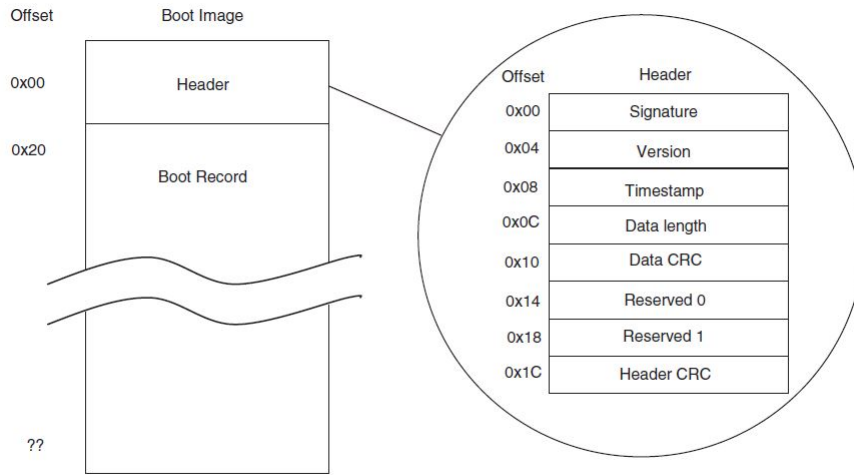 Offset Boot Image
0x00 Header
0x20
Boot Record
??
Offset Header
0x00 Signature
0x04 Version
0x08 Timestamp
0x0C Data length
0x10 Data CRC
0x14 Reserved 0
0x18 Reserved 1
0x1C Header CRC